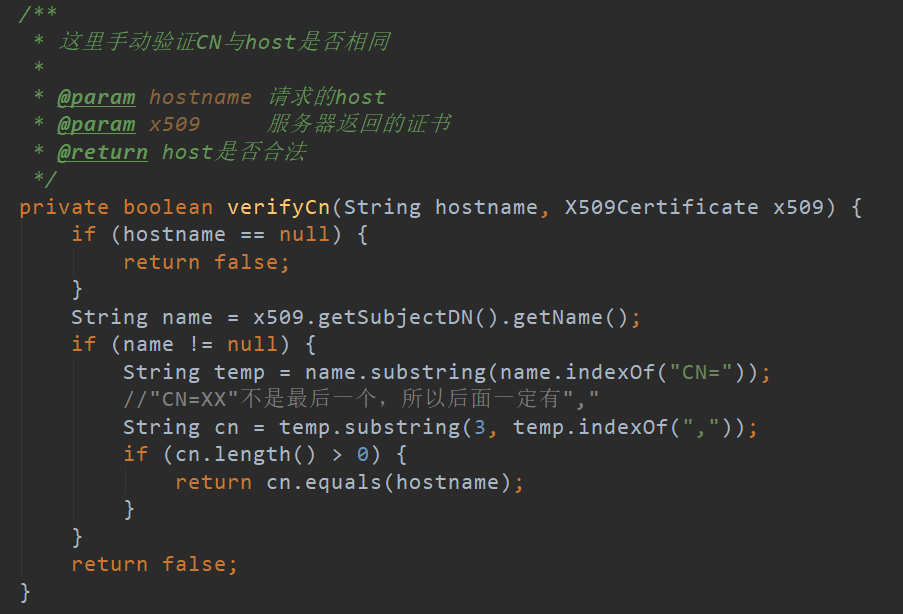 /**
 * 这里手动验证CN与host是否相同
 *
 * @param hostname 请求的host
 * @param x509     服务器返回的证书
 * @return host是否合法
 */
private boolean verifyCn(String hostname, X509Certificate x509) {
    if (hostname == null) {
        return false;
    }
    String name = x509.getSubjectDN().getName();
    if (name != null) {
        String temp = name.substring(name.indexOf("CN="));
        //"CN=XX"不是最后一个，所以后面一定有","
        String cn = temp.substring(3, temp.indexOf(","));
        if (cn.length() > 0) {
            return cn.equals(hostname);
        }
    }
    return false;
}